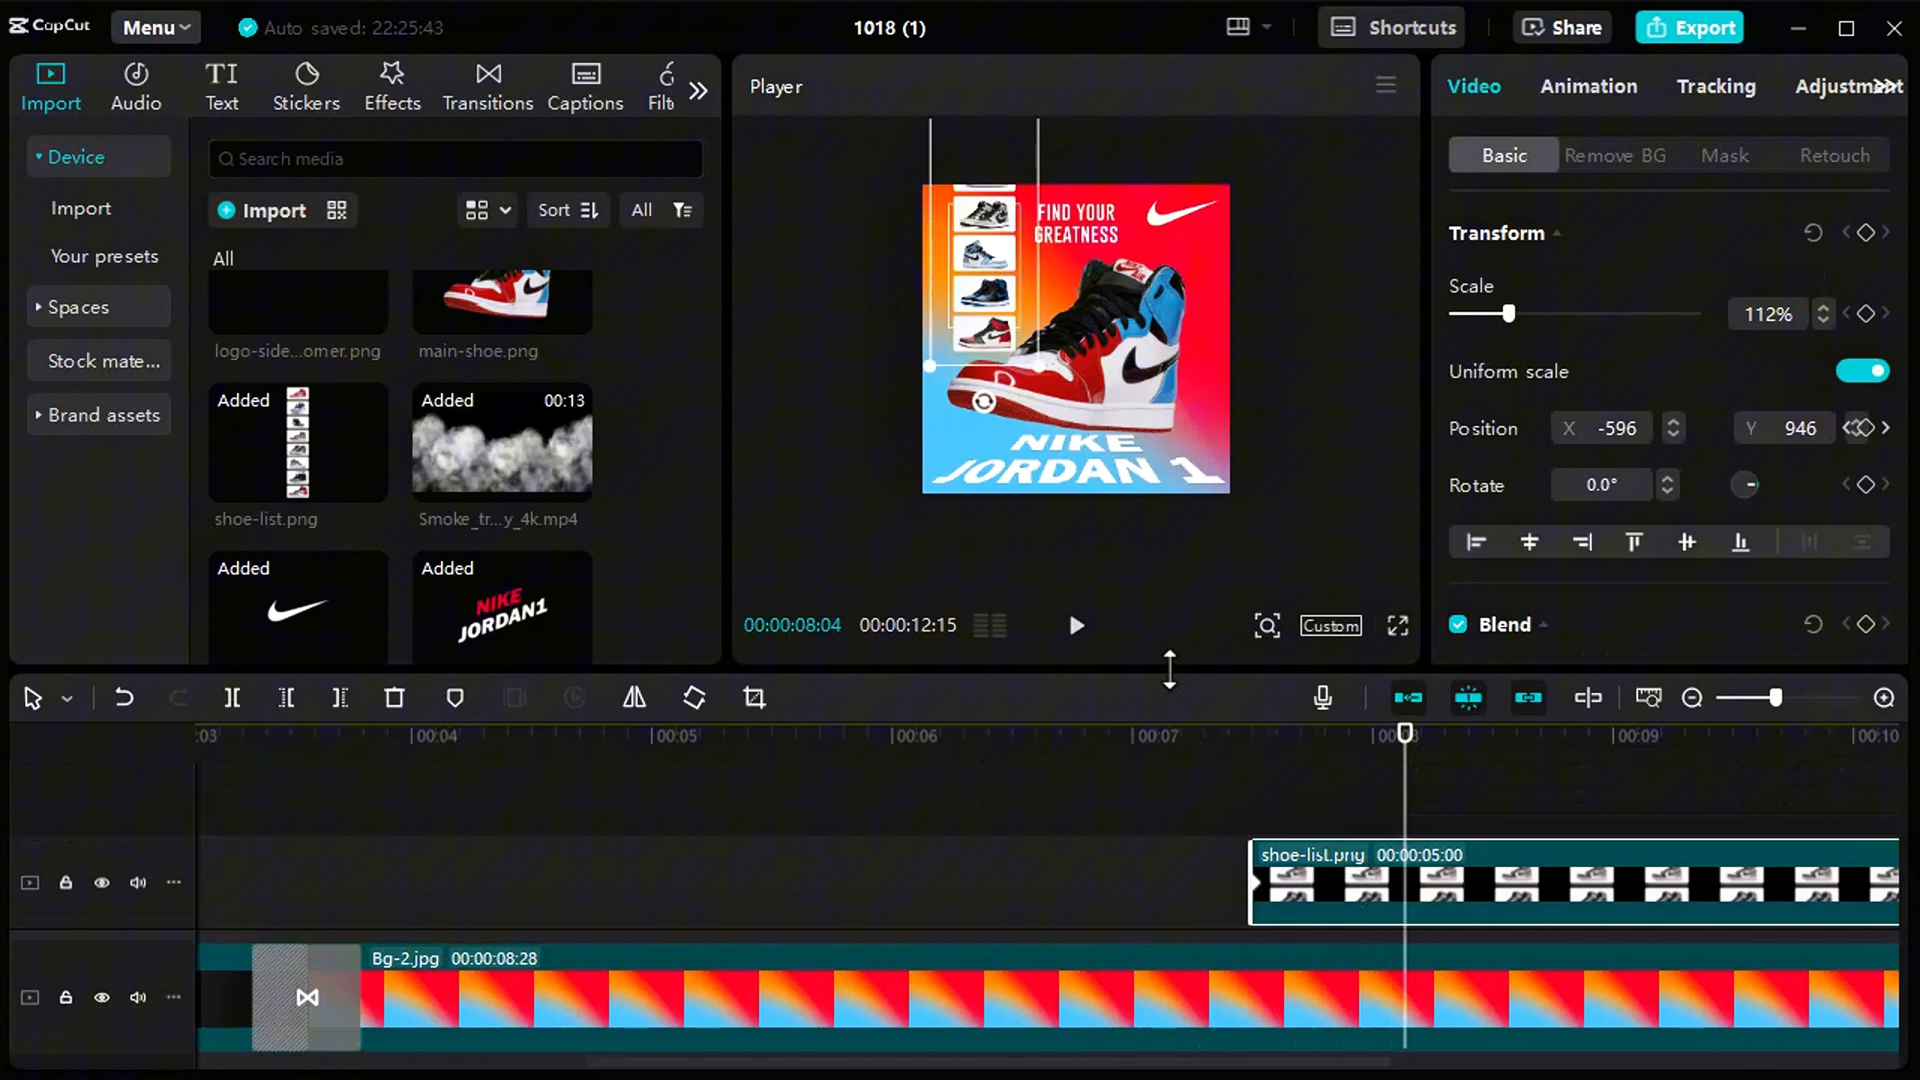 CapCut
Menu
Auto saved: 22:25:43
1018 (1)
Shortcuts
Share
Export
Import
Audio
TI
Text
Stickers
Effects
Transitions
Captions
Filt
Device
Import
Your presets
Spaces
Stock mate...
Brand assets
Search media
Import
Sort
All
All
logo-side...omer.png
main-shoe.png
Added
Added
00:13
shoe-list.png
Smoke_tr...y_4k.mp4
Added
Added
NIKE
JORDAN1
Player
FIND YOUR
GREATNESS
NIKE
JORDAN 1
00:00:08:04
00:00:12:15
Custom
Video
Animation
Tracking
Adjustment
Basic
Remove BG
Mask
Retouch
Transform
Scale
112%
Uniform scale
Position
X -596
Y 946
Rotate
0.0°
Blend
:03
00:04
00:05
00:06
00:07
00:09
00:10
shoe-list.png 00:00:05:00
Bg-2.jpg 00:00:08:28